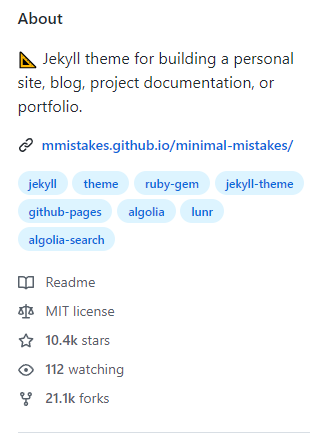 About
Jekyll theme for building a personal
site, blog, project documentation, or
portfolio.
mmistakes.github.io/minimal-mistakes/
jekyll theme ruby-gem jekyll-theme
github-pages algolia lunr
algolia-search
Readme
MIT license
10.4k stars
112 watching
21.1k forks